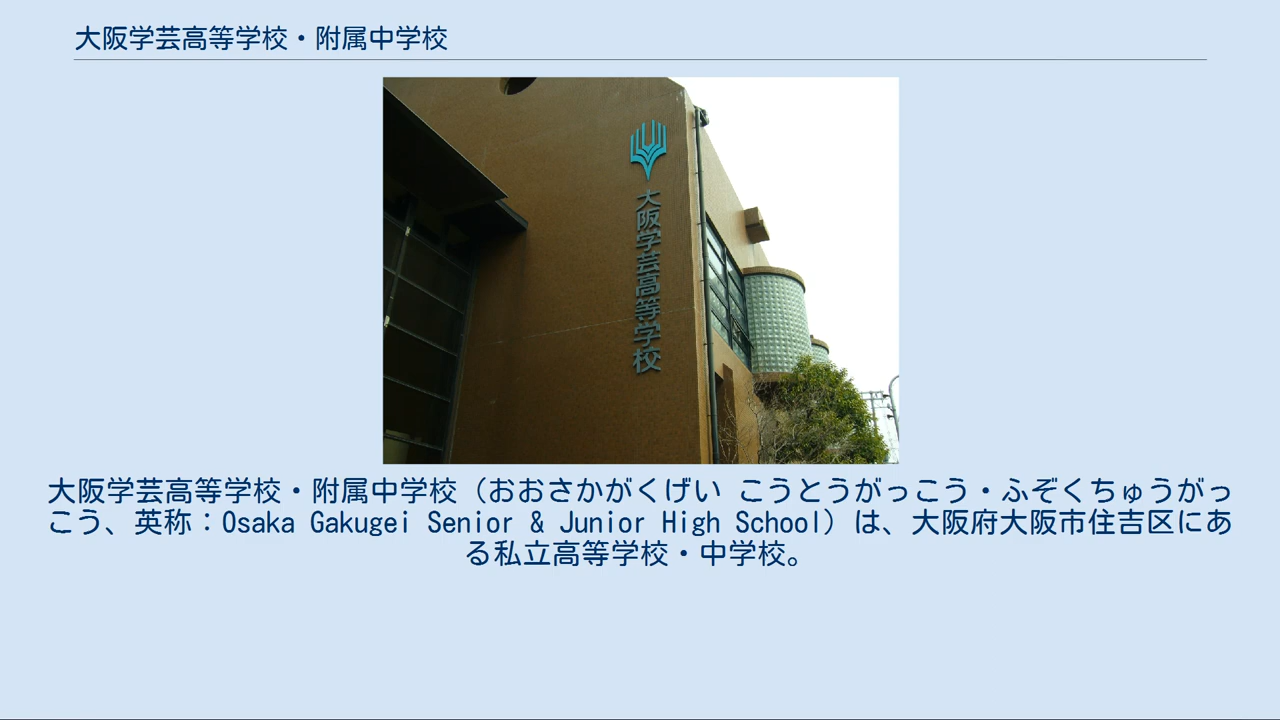 大阪学芸高等学校・附属中学校
大阪学芸高等学校
大阪学芸高等学校・附属中学校（おおさかがくげい こうとうがっこう・ふぞくちゅうがっ
こう、英称：Osaka Gakugei Senior & Junior High School）は、大阪府大阪市住吉区にあ
る私立高等学校・中学校。